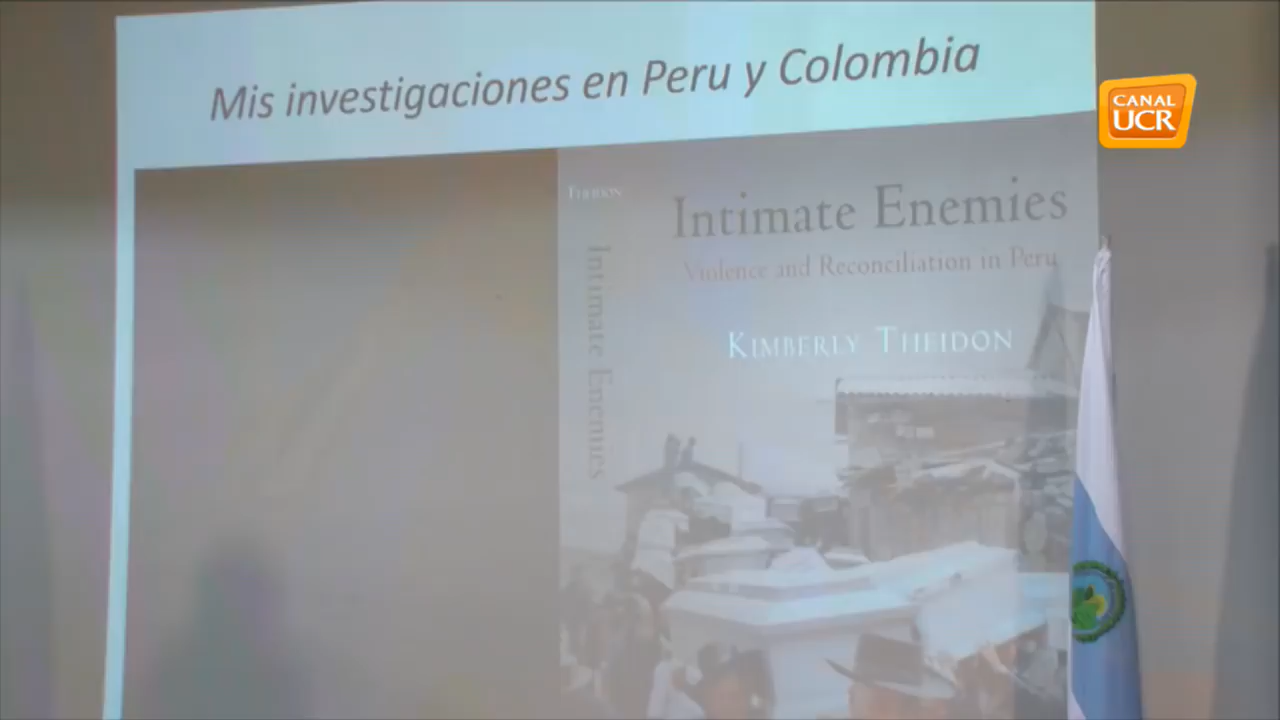 Mis investigaciones en Peru y Colombia
CANAL
UCR
THEIDON
Intimate Enemies
Intimate Enemies
Violence and Reconciliation in Peru
KIMBERLY THEIDON